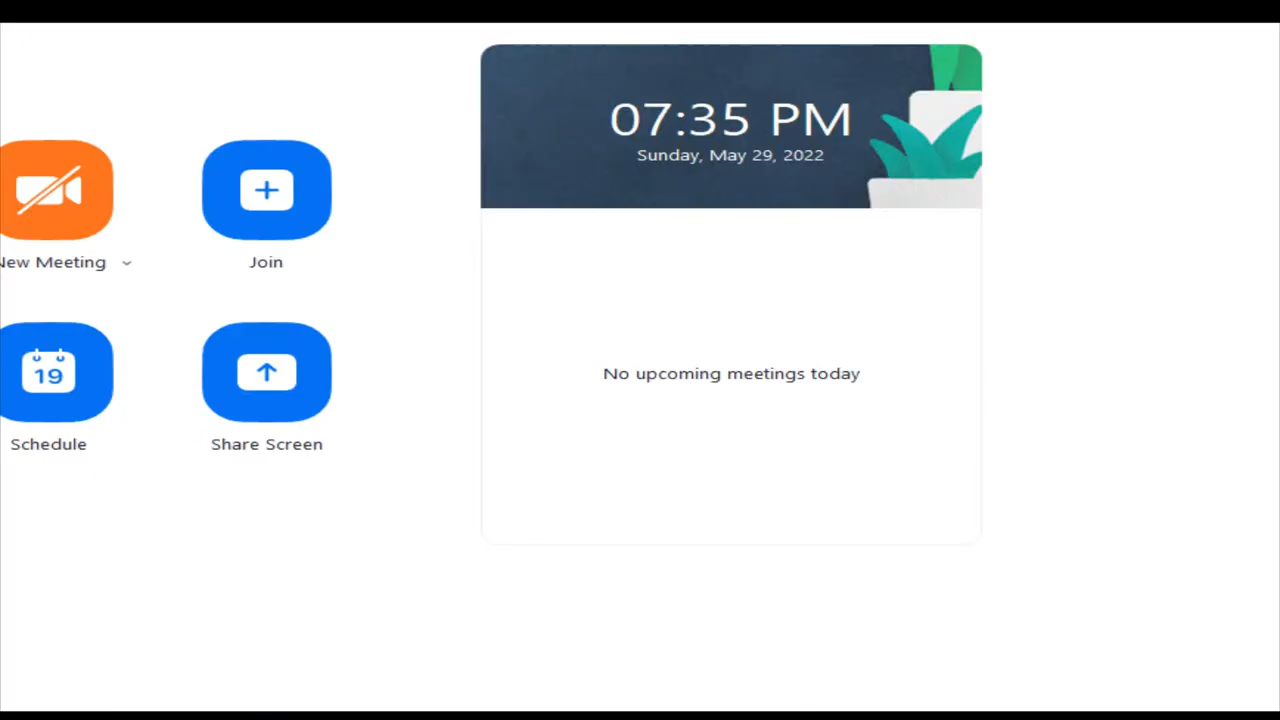 07:35 PM
Sunday, May 29, 2022
New Meeting
Join
19
Schedule
Share Screen
No upcoming meetings today